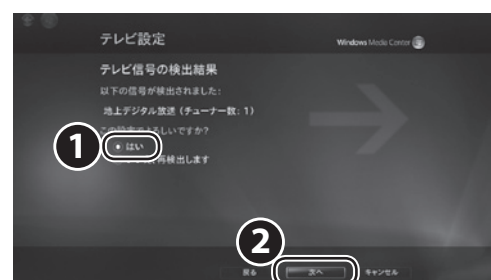 テレビ設定
Windows Media Center
テレビ信号の検出結果
以下の信号が検出されました:
地上デジタル放送 (チューナー数: 1)
1
はい
再検出します
2
戻る
次へ
キャンセル